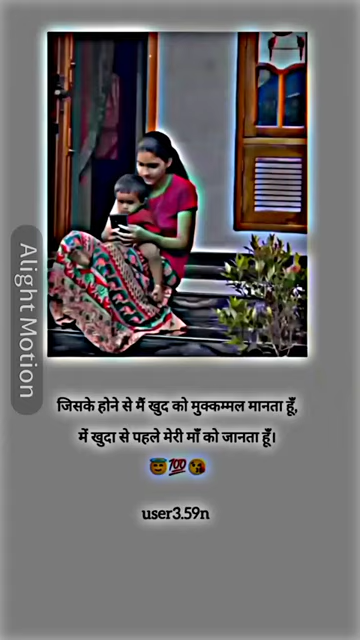 Alight Motion
जिसके होने से मैं खुद को मुक्कम्मल मानता हूँ,
में खुदा से पहले मेरी माँ को जानता हूँ।
😇💯😘
user3.59n